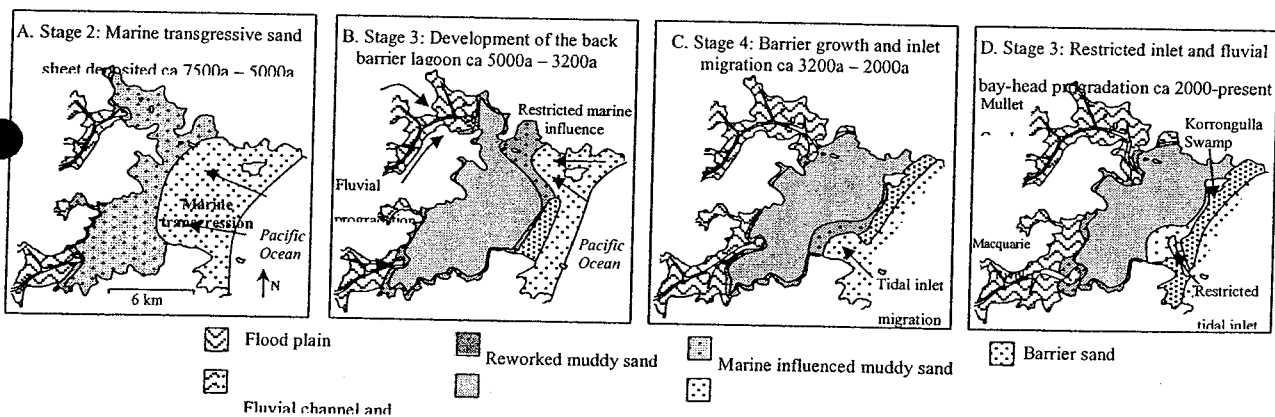 A. Stage 2: Marine transgressive sand
sheet deposited ca 7500a – 5000a
Marine
transgression
Pacific
Ocean
6 km
N
B. Stage 3: Development of the back
barrier lagoon ca 5000a – 3200a
Restricted marine
influence
Fluvial
progradation
Pacific
Ocean
C. Stage 4: Barrier growth and inlet
migration ca 3200a – 2000a
Tidal inlet
migration
D. Stage 3: Restricted inlet and fluvial
bay-head progradation ca 2000-present
Mullet
Korrongulla
Swamp
Macquarie
Restricted
tidal inlet
Flood plain
Reworked muddy sand
Marine influenced muddy sand
Barrier sand
Fluvial channel and